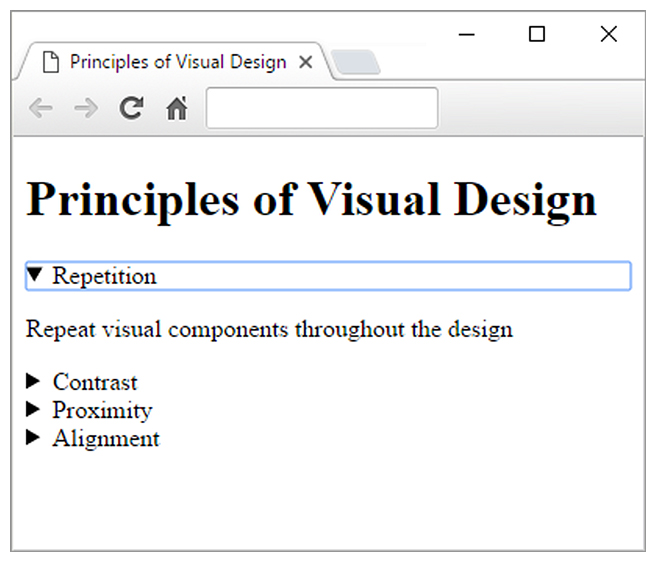 Principles of Visual Design
Principles of Visual Design
Repetition
Repeat visual components throughout the design
Contrast
Proximity
Alignment